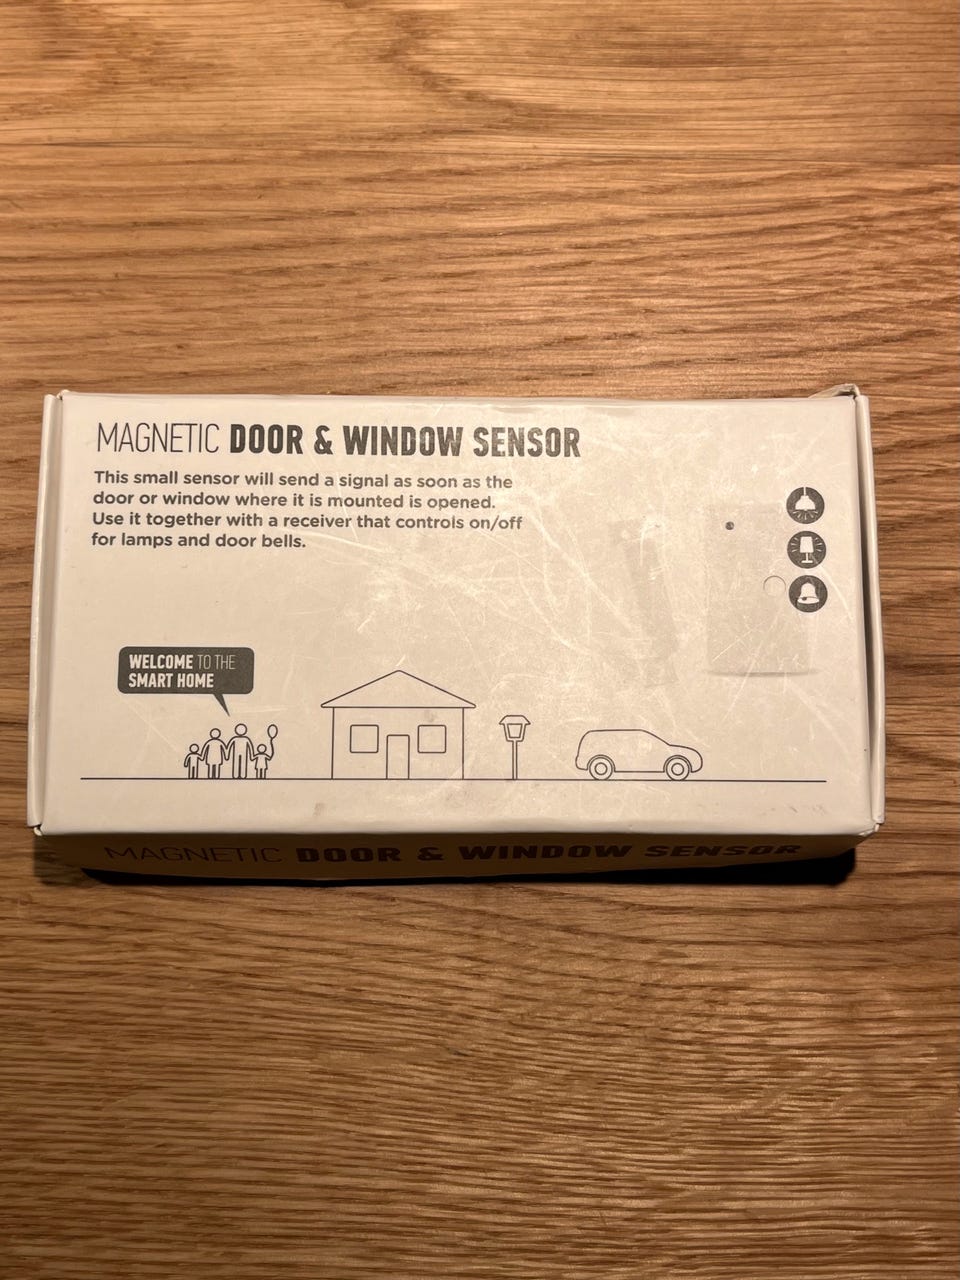 MAGNETIC DOOR & WINDOW SENSOR
This small sensor will send a signal as soon as the
door or window where it is mounted is opened.
Use it together with a receiver that controls on/off
for lamps and door bells.
WELCOME TO THE
SMART HOME
MAGNETIC DOOR & WINDOW SENSOR